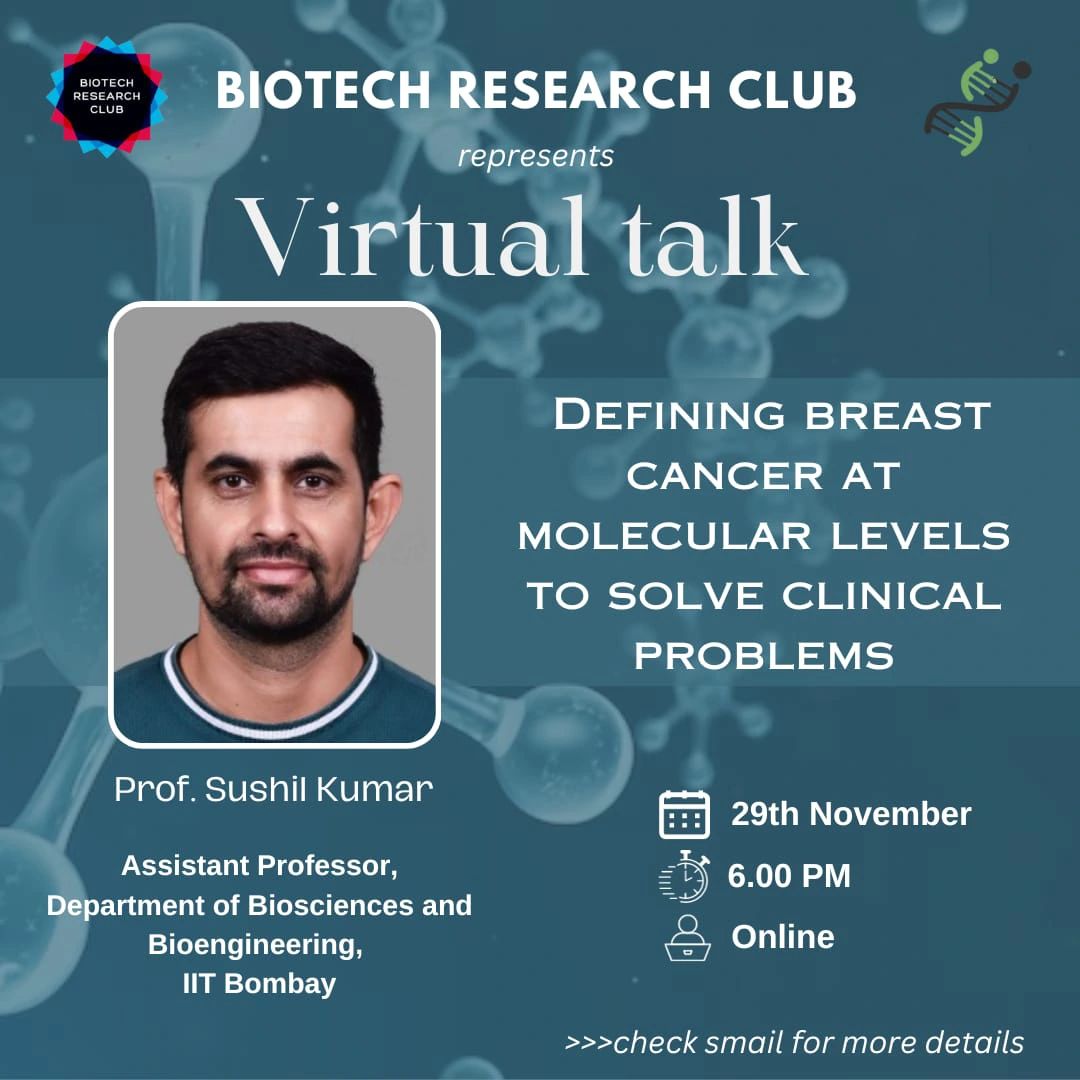 BIOTECH
RESEARCH
CLUB
BIOTECH RESEARCH CLUB
represents
Virtual talk
DEFINING BREAST
CANCER AT
MOLECULAR LEVELS
TO SOLVE CLINICAL
PROBLEMS
Prof. Sushil Kumar
Assistant Professor,
Department of Biosciences and
Bioengineering,
IIT Bombay
29th November
6.00 PM
Online
>>>check smail for more details